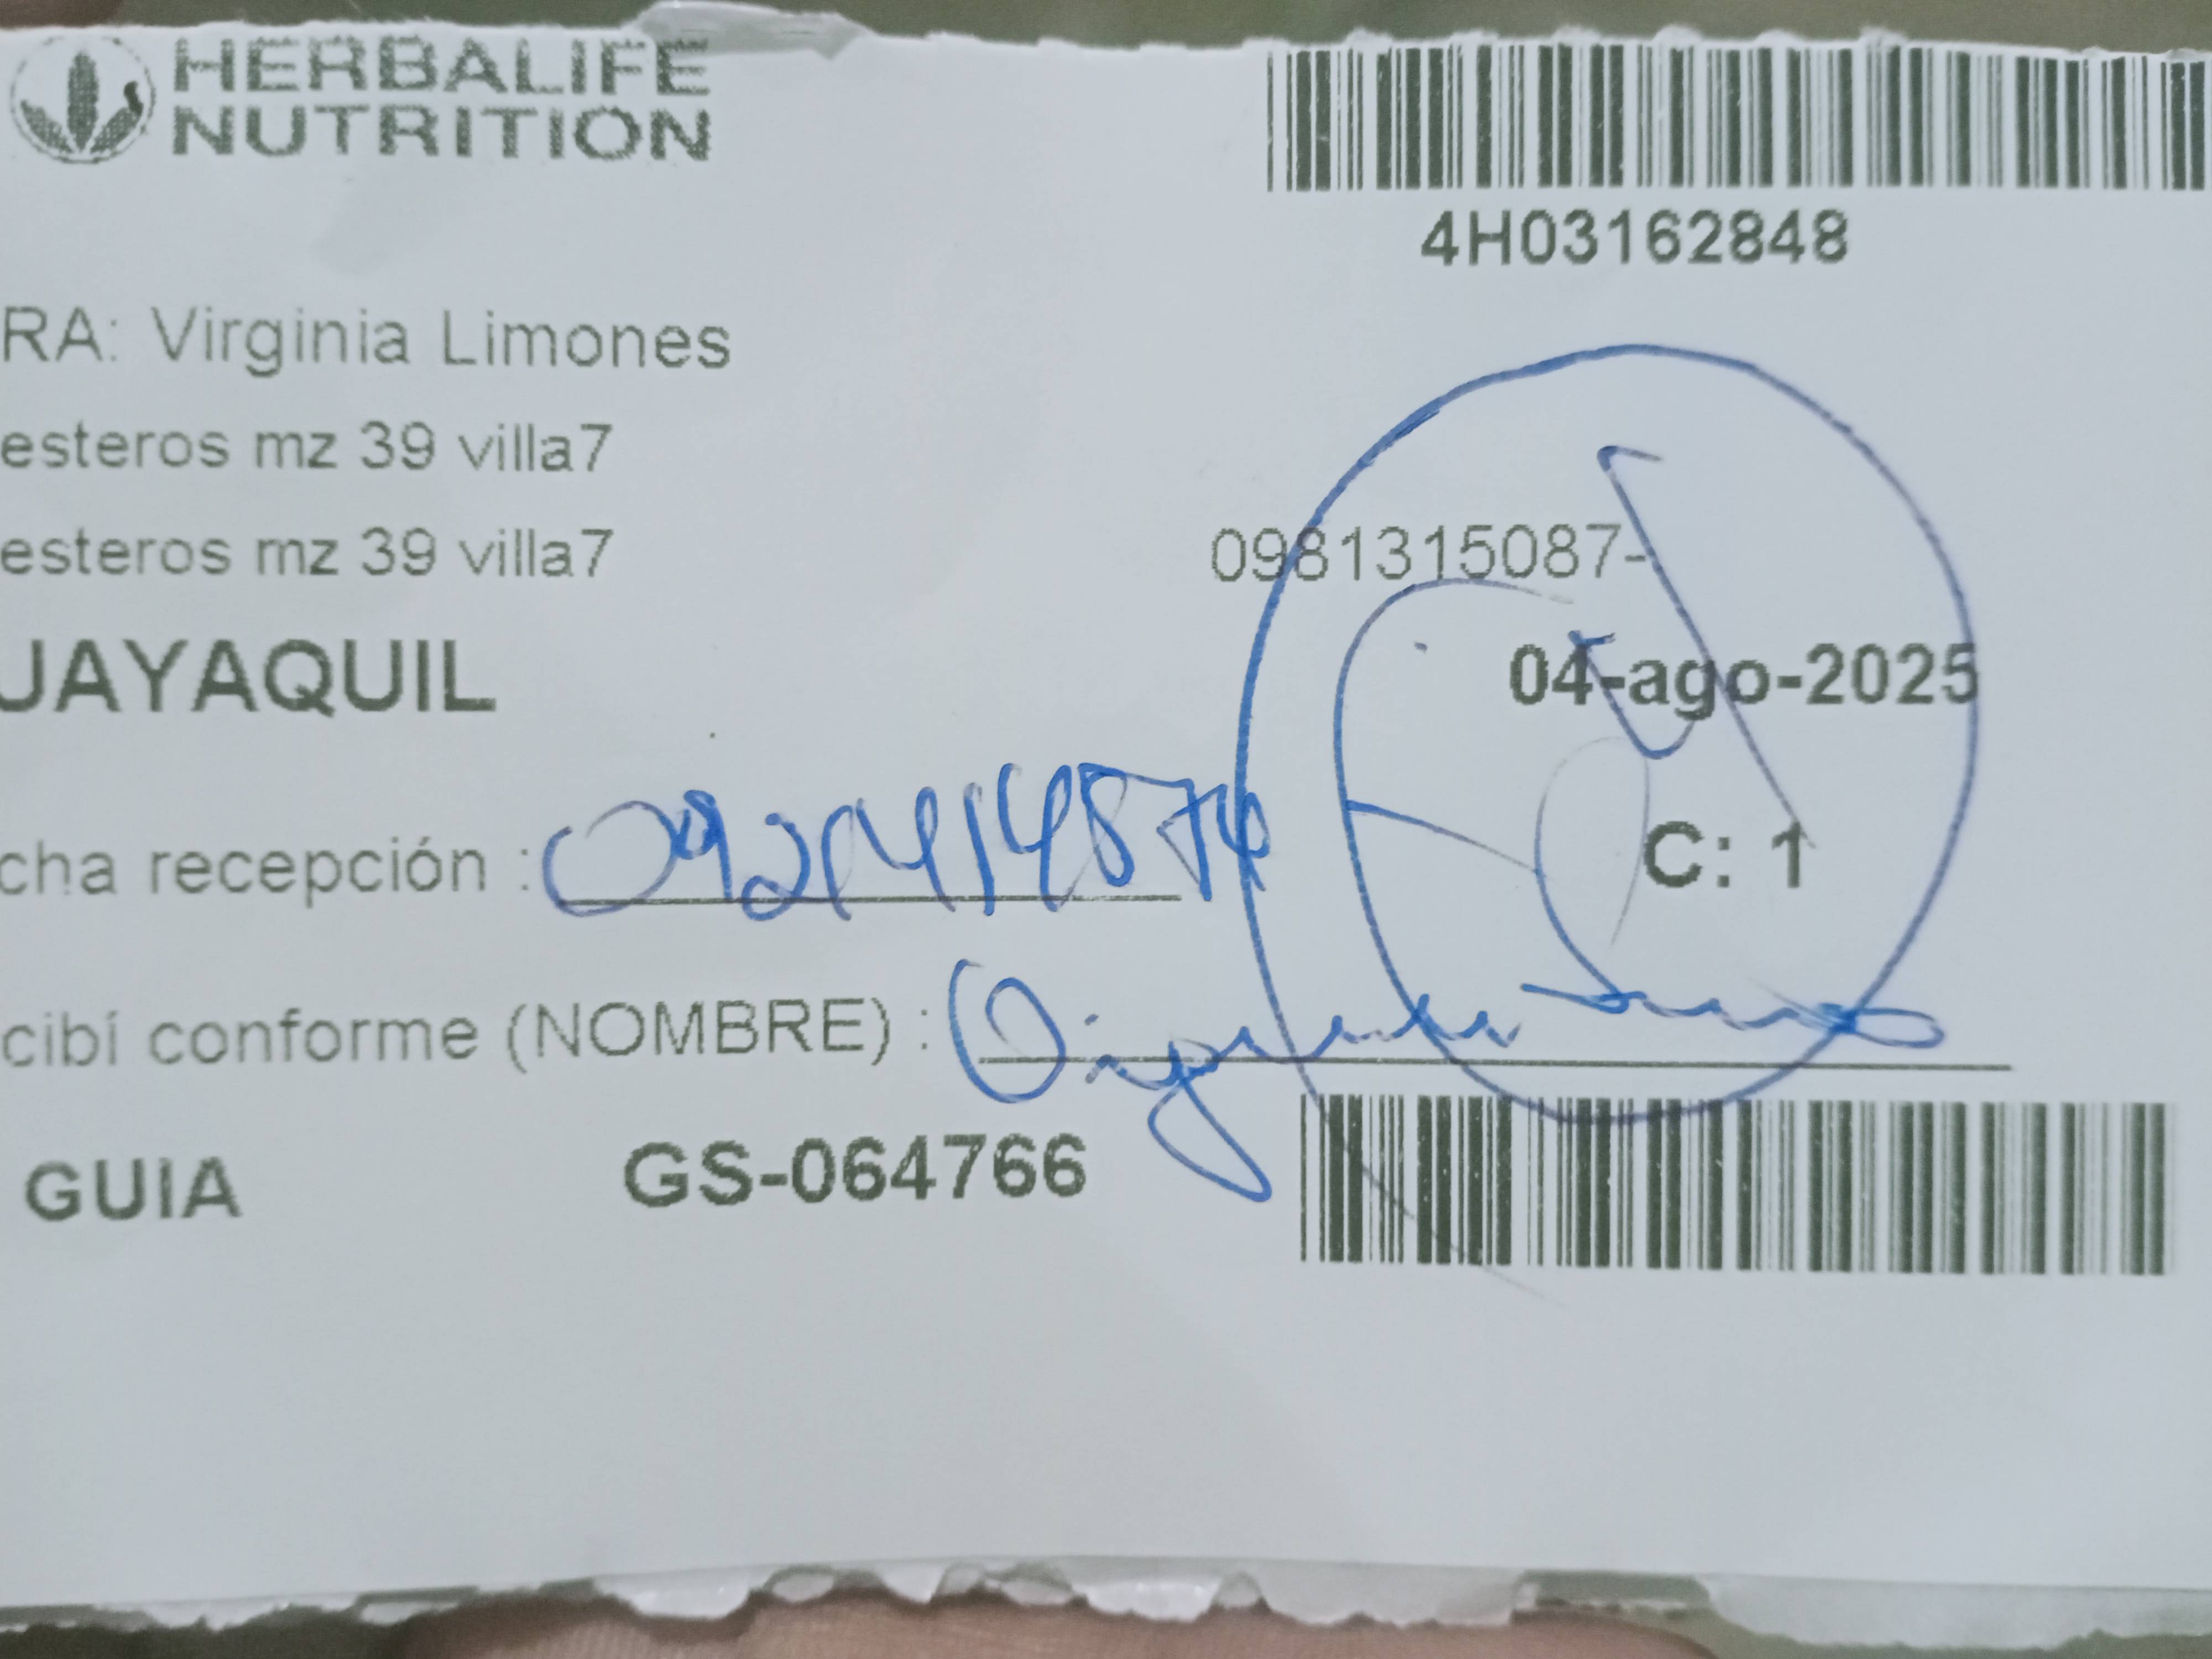 HERBALIFE
NUTRITION
4H03162848
RA: Virginia Limones
esteros mz 39 villa7
esteros mz 39 villa7
0981315087-
UAYAQUIL
04-ago-2025
C: 1
cha recepción :
cibí conforme (NOMBRE) :
GUIA GS-064766